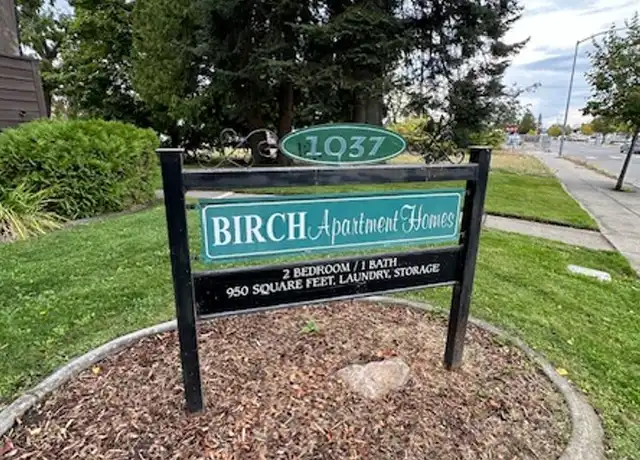 1037
BIRCH Apartment Homes
2 BEDROOM / 1 BATH
950 SQUARE FEET, LAUNDRY, STORAGE